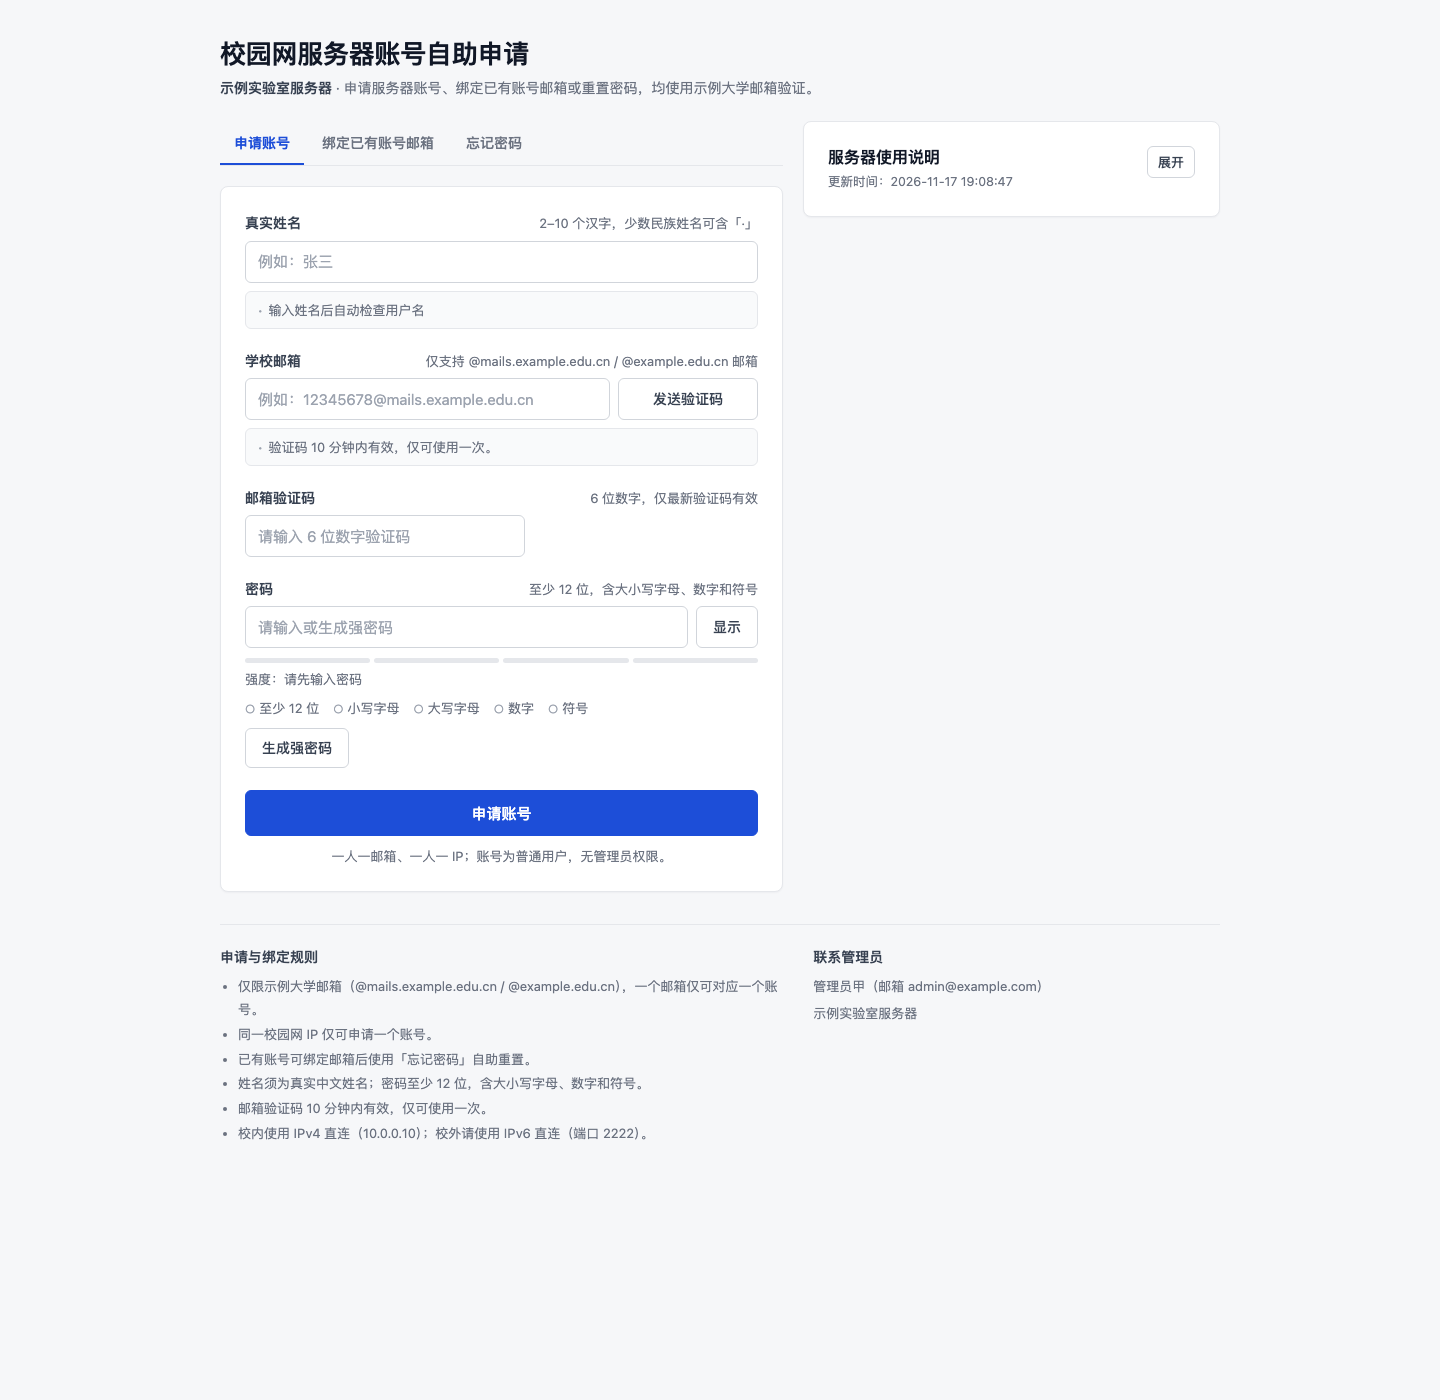 校园网服务器账号自助申请
示例实验室服务器 · 申请服务器账号、绑定已有账号邮箱或重置密码，均使用示例大学邮箱验证。
申请账号 绑定已有账号邮箱 忘记密码
真实姓名 2–10 个汉字，少数民族姓名可含「·」
例如：张三
· 输入姓名后自动检查用户名
学校邮箱 仅支持 @mails.example.edu.cn / @example.edu.cn 邮箱
例如：12345678@mails.example.edu.cn 发送验证码
· 验证码 10 分钟内有效，仅可使用一次。
邮箱验证码 6 位数字，仅最新验证码有效
请输入 6 位数字验证码
密码 至少 12 位，含大小写字母、数字和符号
请输入或生成强密码 显示
强度：请先输入密码
○ 至少 12 位 ○ 小写字母 ○ 大写字母 ○ 数字 ○ 符号
生成强密码
申请账号
一人一邮箱、一人一 IP；账号为普通用户，无管理员权限。
服务器使用说明 展开
更新时间：2026-11-17 19:08:47
申请与绑定规则
• 仅限示例大学邮箱（@mails.example.edu.cn / @example.edu.cn），一个邮箱仅可对应一个账
号。
• 同一校园网 IP 仅可申请一个账号。
• 已有账号可绑定邮箱后使用「忘记密码」自助重置。
• 姓名须为真实中文姓名；密码至少 12 位，含大小写字母、数字和符号。
• 邮箱验证码 10 分钟内有效，仅可使用一次。
• 校内使用 IPv4 直连（10.0.0.10）；校外请使用 IPv6 直连（端口 2222）。
联系管理员
管理员甲（邮箱 admin@example.com）
示例实验室服务器